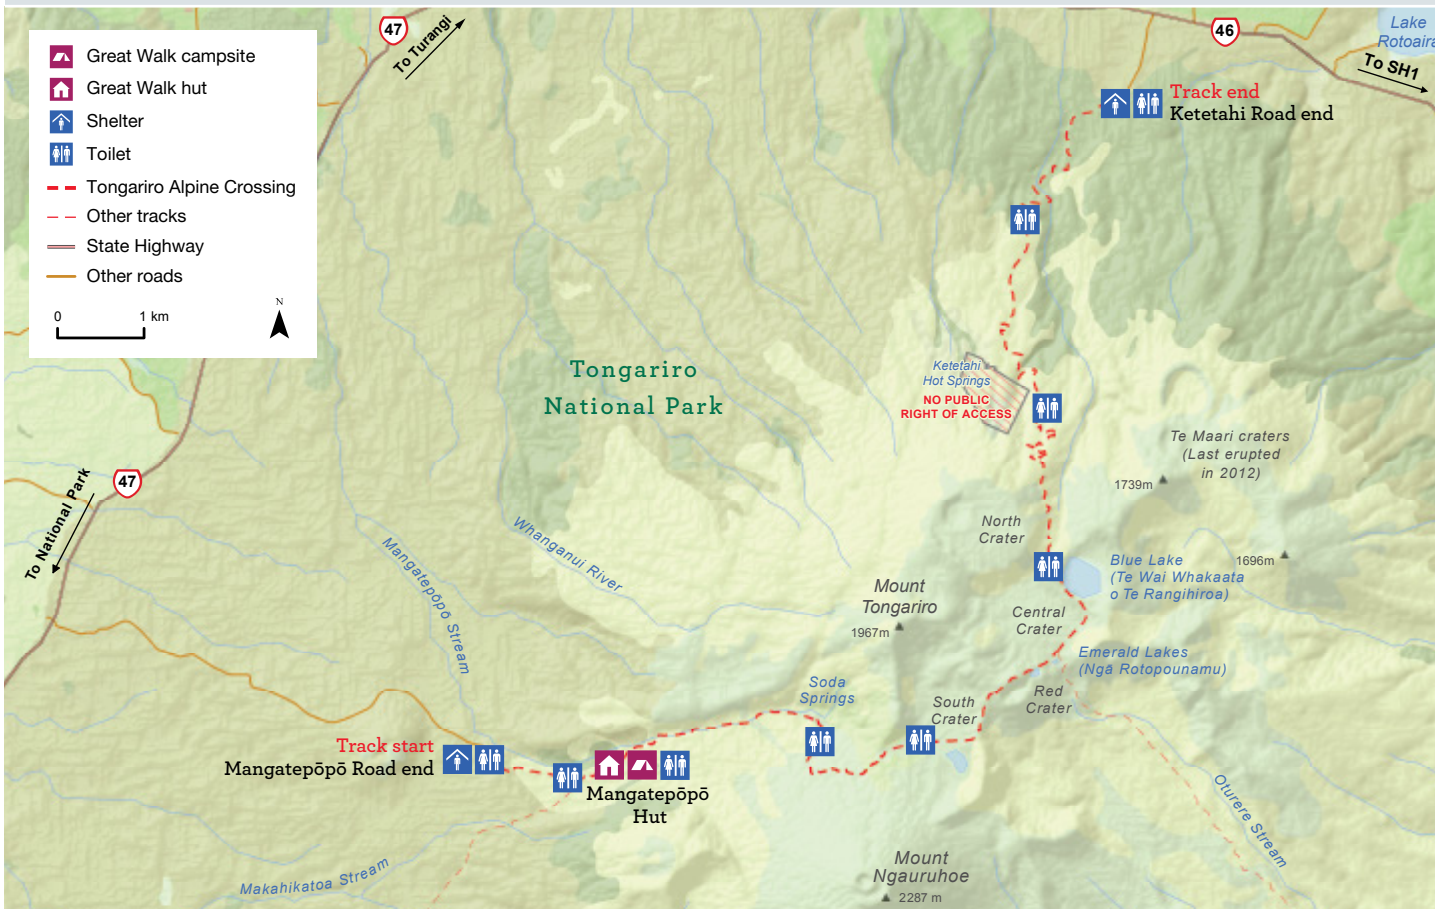 Great Walk campsite
Great Walk hut
Shelter
Toilet
Tongariro Alpine Crossing
Other tracks
State Highway
Other roads
0
1 km
N
47
To Turangi
46
Lake
Rotoaira
To SH1
Track end
Ketetahi Road end
Tongariro
National Park
Ketetahi
Hot Springs
NO PUBLIC
RIGHT OF ACCESS
Te Maari craters
(Last erupted
in 2012)
1739m
47
To National Park
North
Crater
Whanganui River
Mangatepōpō Stream
Blue Lake
(Te Wai Whakaata
o Te Rangihiroa)
1696m
Mount
Tongariro
1967m
Central
Crater
Emerald Lakes
(Ngā Rotopounamu)
Soda
Springs
South
Crater
Red
Crater
Track start
Mangatepōpō Road end
Mangatepōpō
Hut
Oturere Stream
Makahikatoa Stream
Mount
Ngauruhoe
2287 m